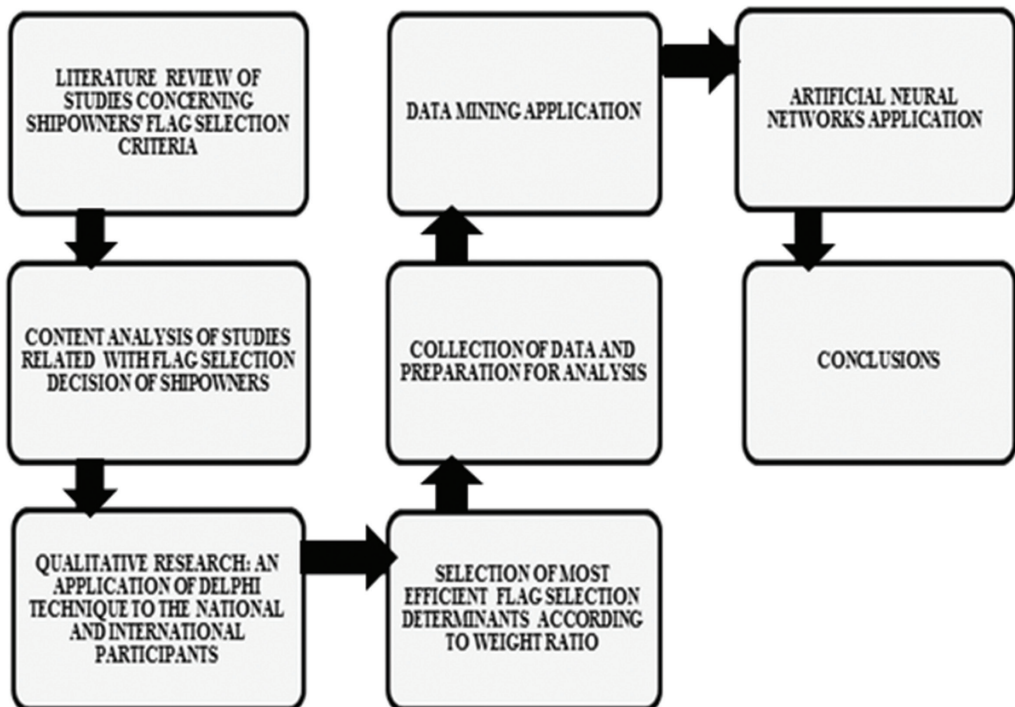 LITERATURE REVIEW OF
STUDIES CONCERNING
SHIPOWNERS' FLAG SELECTION
CRITERIA
CONTENT ANALYSIS OF STUDIES
RELATED WITH FLAG SELECTION
DECISION OF SHIPOWNERS
QUALITATIVE RESEARCH: AN
APPLICATION OF DELPHI
TECHNIQUE TO THE NATIONAL
AND INTERNATIONAL
PARTICIPANTS
SELECTION OF MOST
EFFICIENT FLAG SELECTION
DETERMINANTS ACCORDING
TO WEIGHT RATIO
COLLECTION OF DATA AND
PREPARATION FOR ANALYSIS
DATA MINING APPLICATION
ARTIFICIAL NEURAL
NETWORKS APPLICATION
CONCLUSIONS